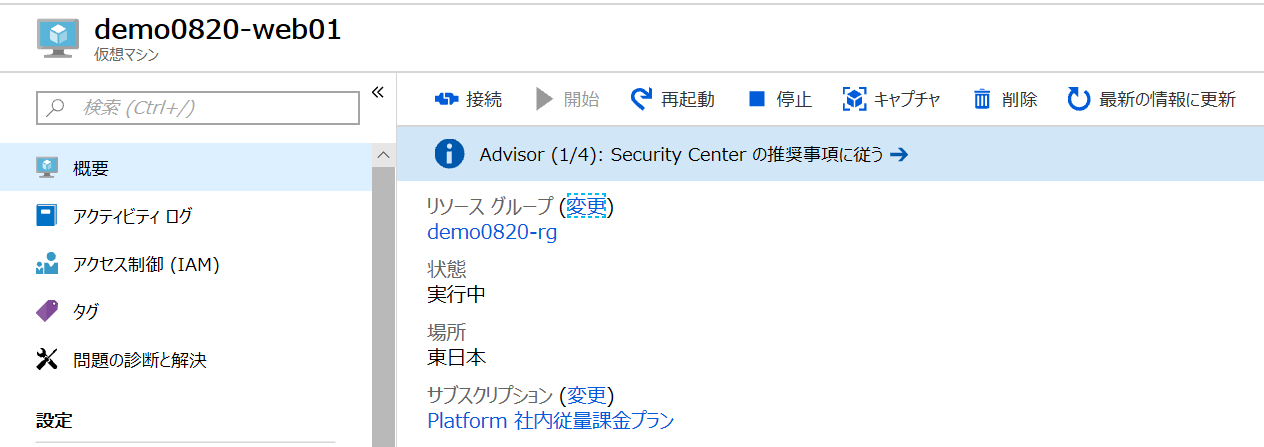 demo0820-web01
仮想マシン
検索 (Ctrl+/)
«
概要
アクティビティ ログ
アクセス制御 (IAM)
タグ
問題の診断と解決
設定
接続 開始 再起動 停止 キャプチャ 削除 最新の情報に更新
Advisor (1/4): Security Center の推奨事項に従う →
リソース グループ (変更)
demo0820-rg
状態
実行中
場所
東日本
サブスクリプション (変更)
Platform 社内従量課金プラン